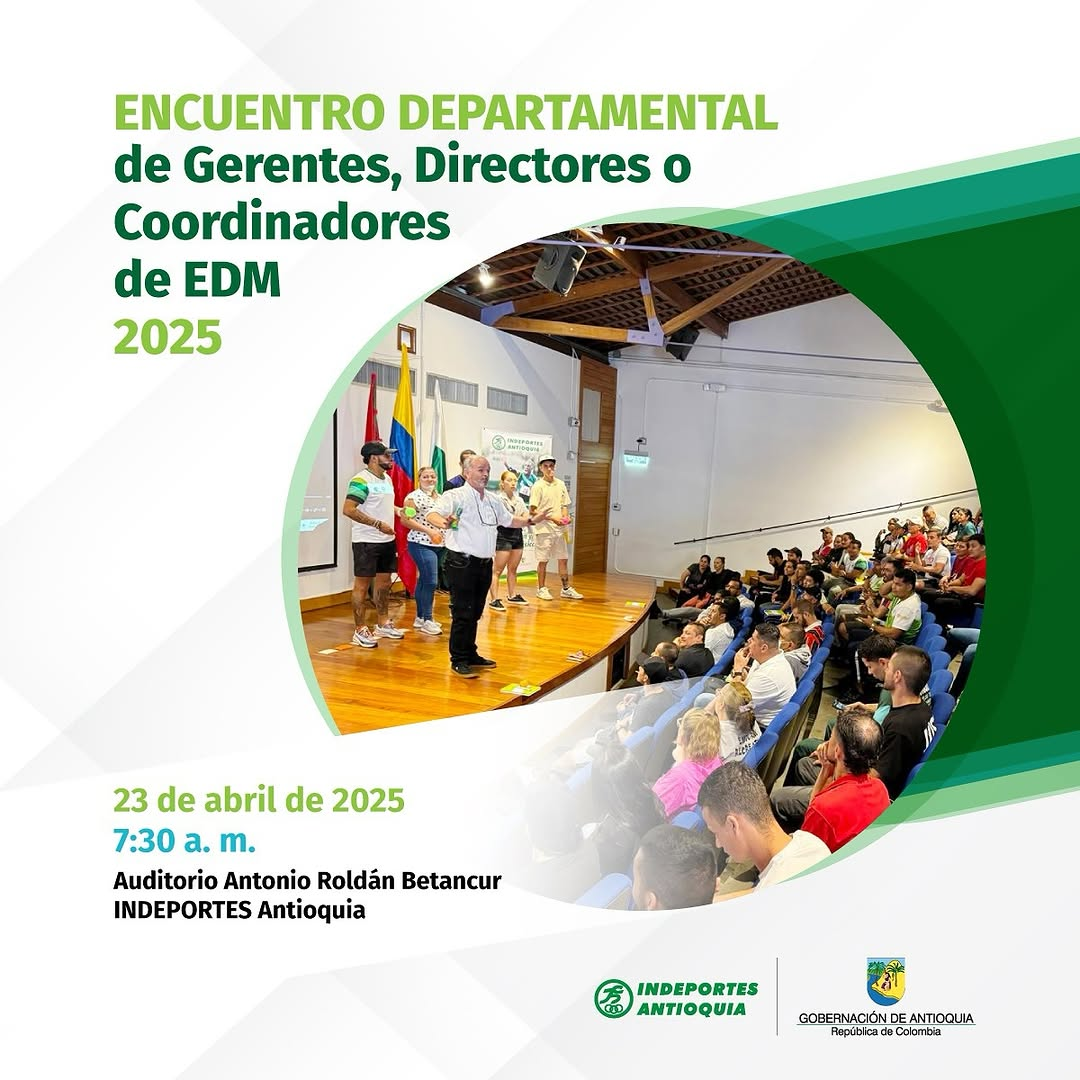 ENCUENTRO DEPARTAMENTAL
de Gerentes, Directores o
Coordinadores
de EDM
2025
INDEPORTES
ANTIOQUIA
23 de abril de 2025
7:30 a. m.
Auditorio Antonio Roldán Betancur
INDEPORTES Antioquia
INDEPORTES
ANTIOQUIA
GOBERNACIÓN DE ANTIOQUIA
República de Colombia